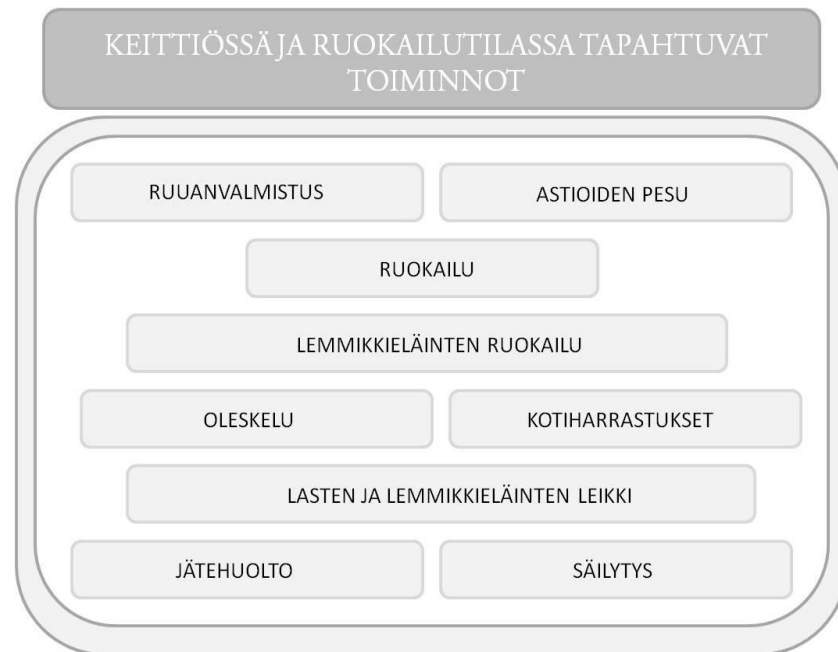 KEITTIÖSSÄ JA RUOKAILUTILASSA TAPAHTUVAT
TOIMINNOT
RUUANVALMISTUS
ASTIOIDEN PESU
RUOKAILU
LEMMIKKIELÄINTEN RUOKAILU
OLESKELU
KOTIHARRASTUKSET
LASTEN JA LEMMIKKIELÄINTEN LEIKKI
JÄTEHUOLTO
SÄILYTYS